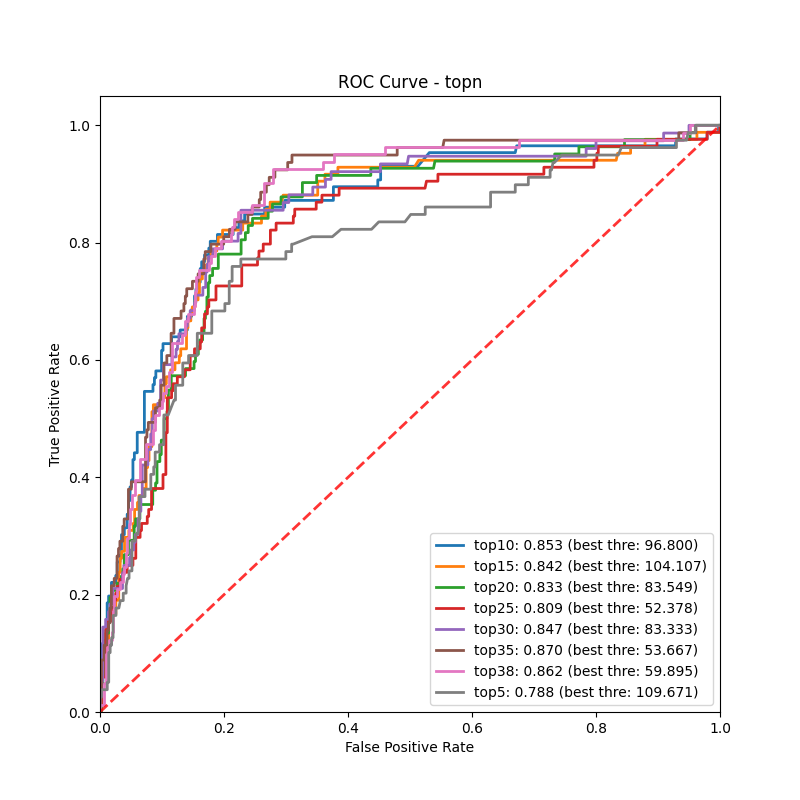 ROC Curve - topn
1.0
0.8
0.6
0.4
0.2
0.0
True Positive Rate
top10: 0.853 (best thre: 96.800)
top15: 0.842 (best thre: 104.107)
top20: 0.833 (best thre: 83.549)
top25: 0.809 (best thre: 52.378)
top30: 0.847 (best thre: 83.333)
top35: 0.870 (best thre: 53.667)
top38: 0.862 (best thre: 59.895)
top5: 0.788 (best thre: 109.671)
0.0 0.2 0.4 0.6 0.8 1.0
False Positive Rate